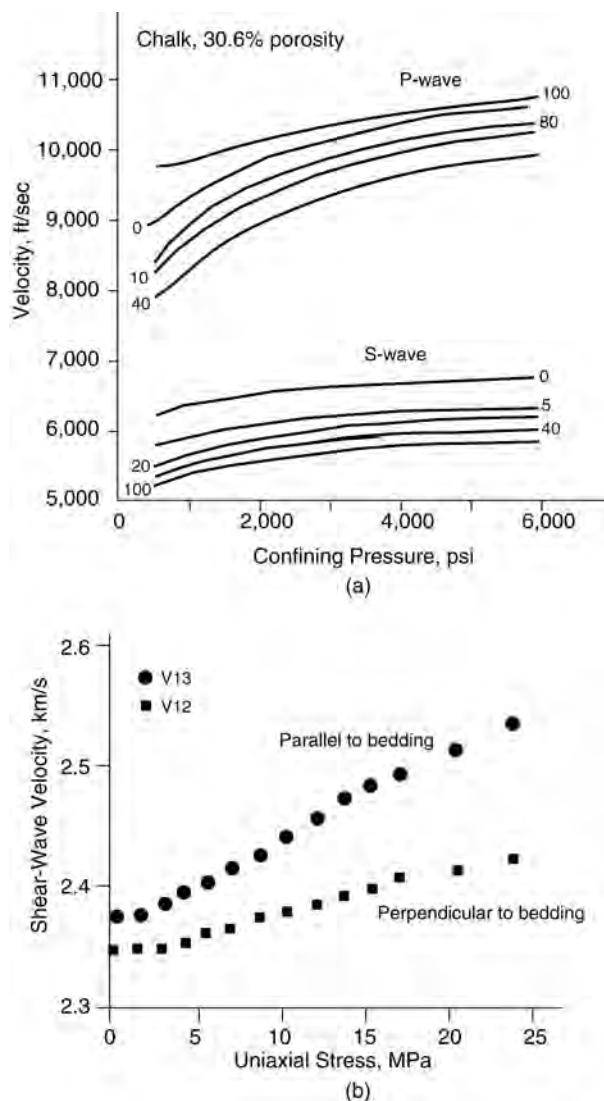 Chalk, 30.6% porosity
11,000
P-wave
100
80
10,000
Velocity, ft/sec
9,000
0
10
8,000
40
7,000
S-wave
0
5
6,000
40
20
100
5,000
0 2,000 4,000 6,000
Confining Pressure, psi
(a)
2.6
V13
V12
Shear-Wave Velocity, km/s
Parallel to bedding
2.5
2.4
Perpendicular to bedding
2.3
0 5 10 15 20 25
Uniaxial Stress, MPa
(b)